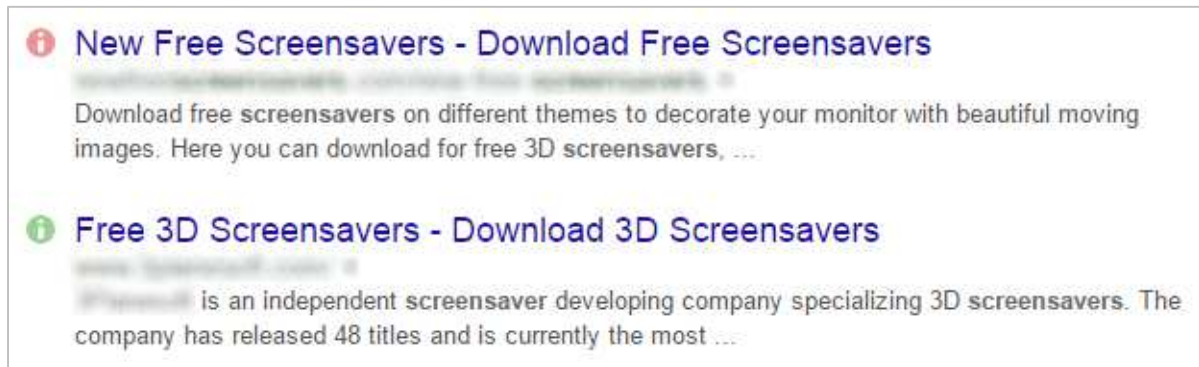 New Free Screensavers - Download Free Screensavers
Download free screensavers on different themes to decorate your monitor with beautiful moving
images. Here you can download for free 3D screensavers, ...
Free 3D Screensavers - Download 3D Screensavers
is an independent screensaver developing company specializing 3D screensavers. The
company has released 48 titles and is currently the most ...